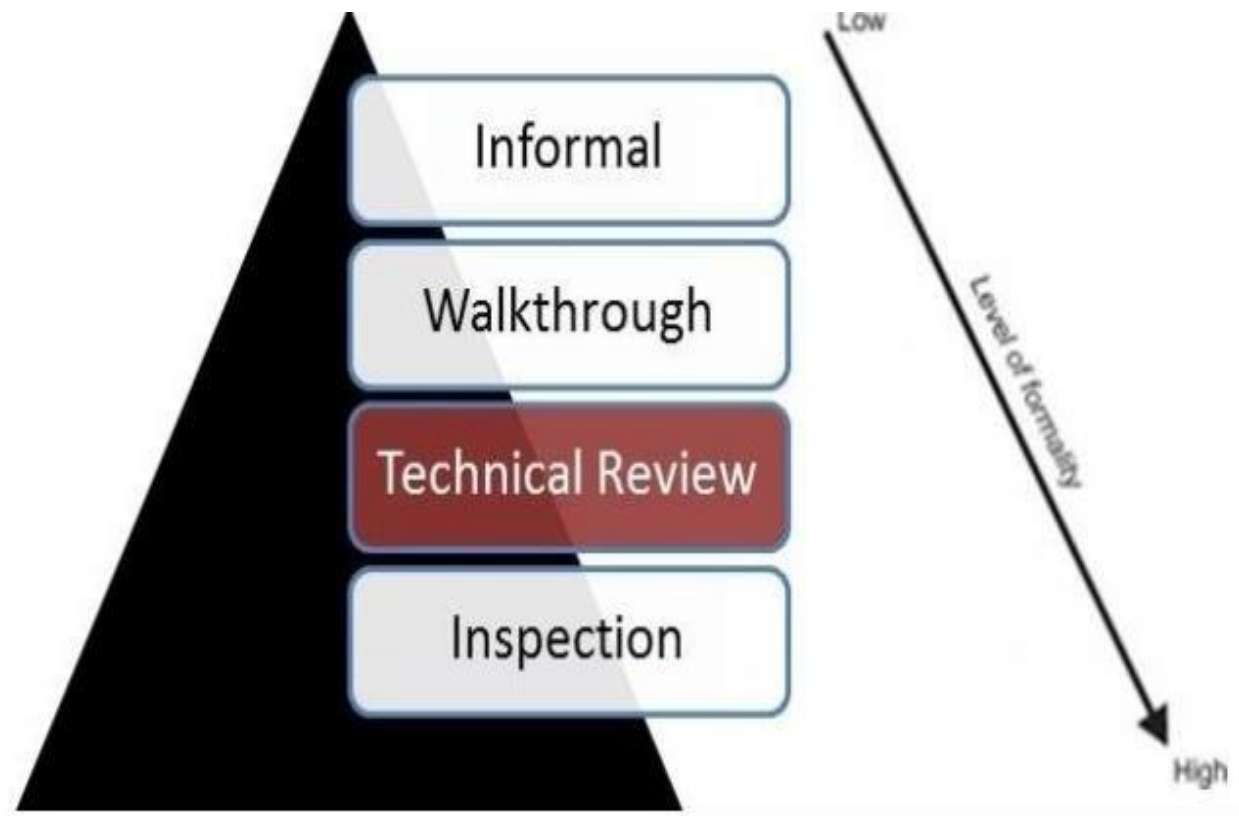 Low
Informal
Walkthrough
Level of formality
Technical Review
Inspection
High